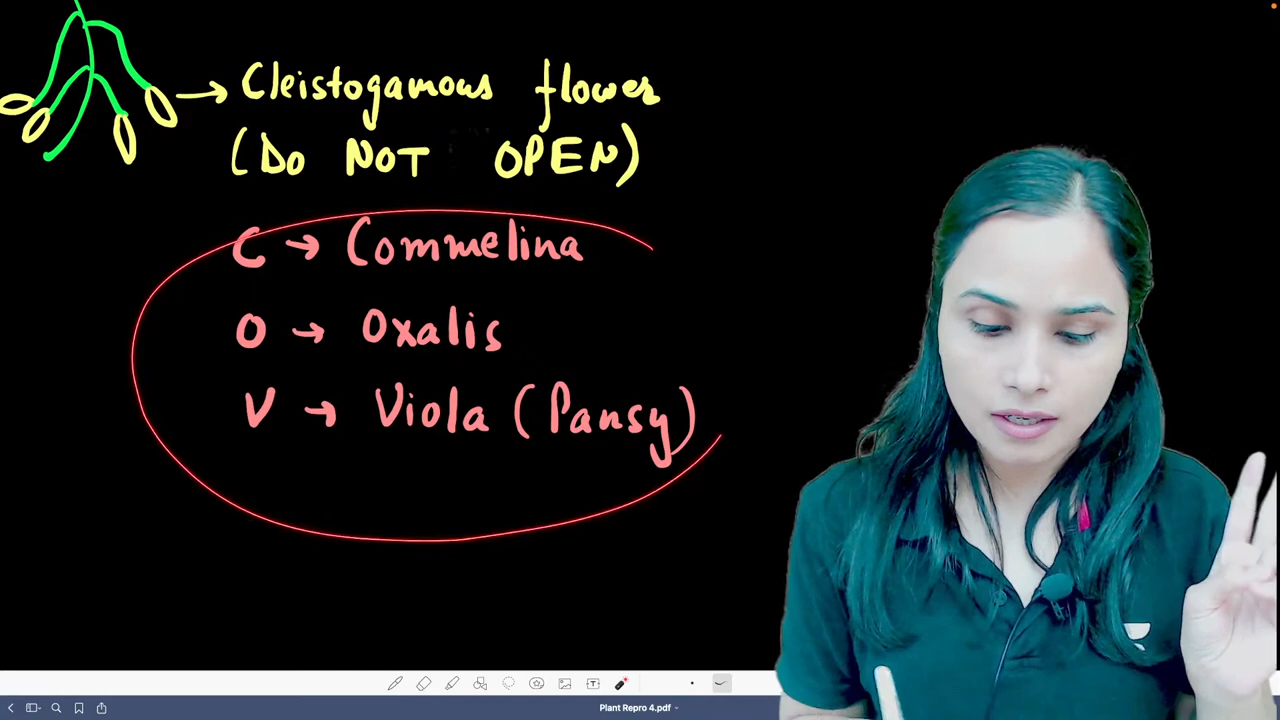 → Cleistogamous flower
(Do NOT OPEN)
C → Commelina
O → Oxalis
V → Viola (Pansy)
Plant Repro 4.pdf